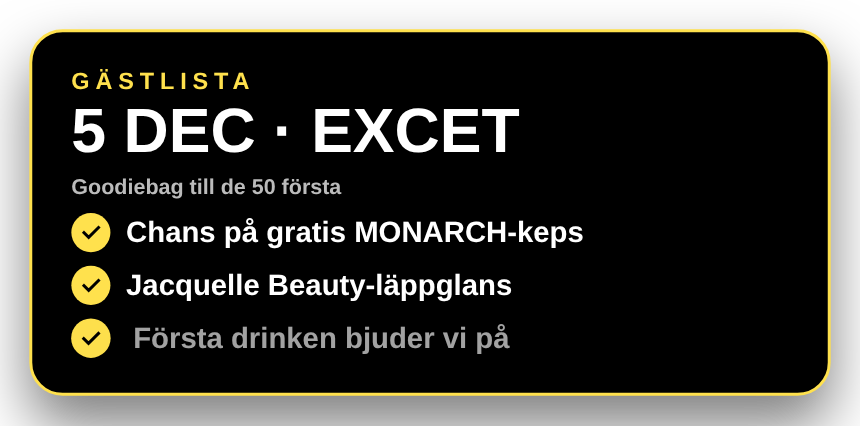 GÄSTLISTA
5 DEC · EXCET
Goodiebag till de 50 första
Chans på gratis MONARCH-keps
Jacquelle Beauty-läppglans
Första drinken bjuder vi på